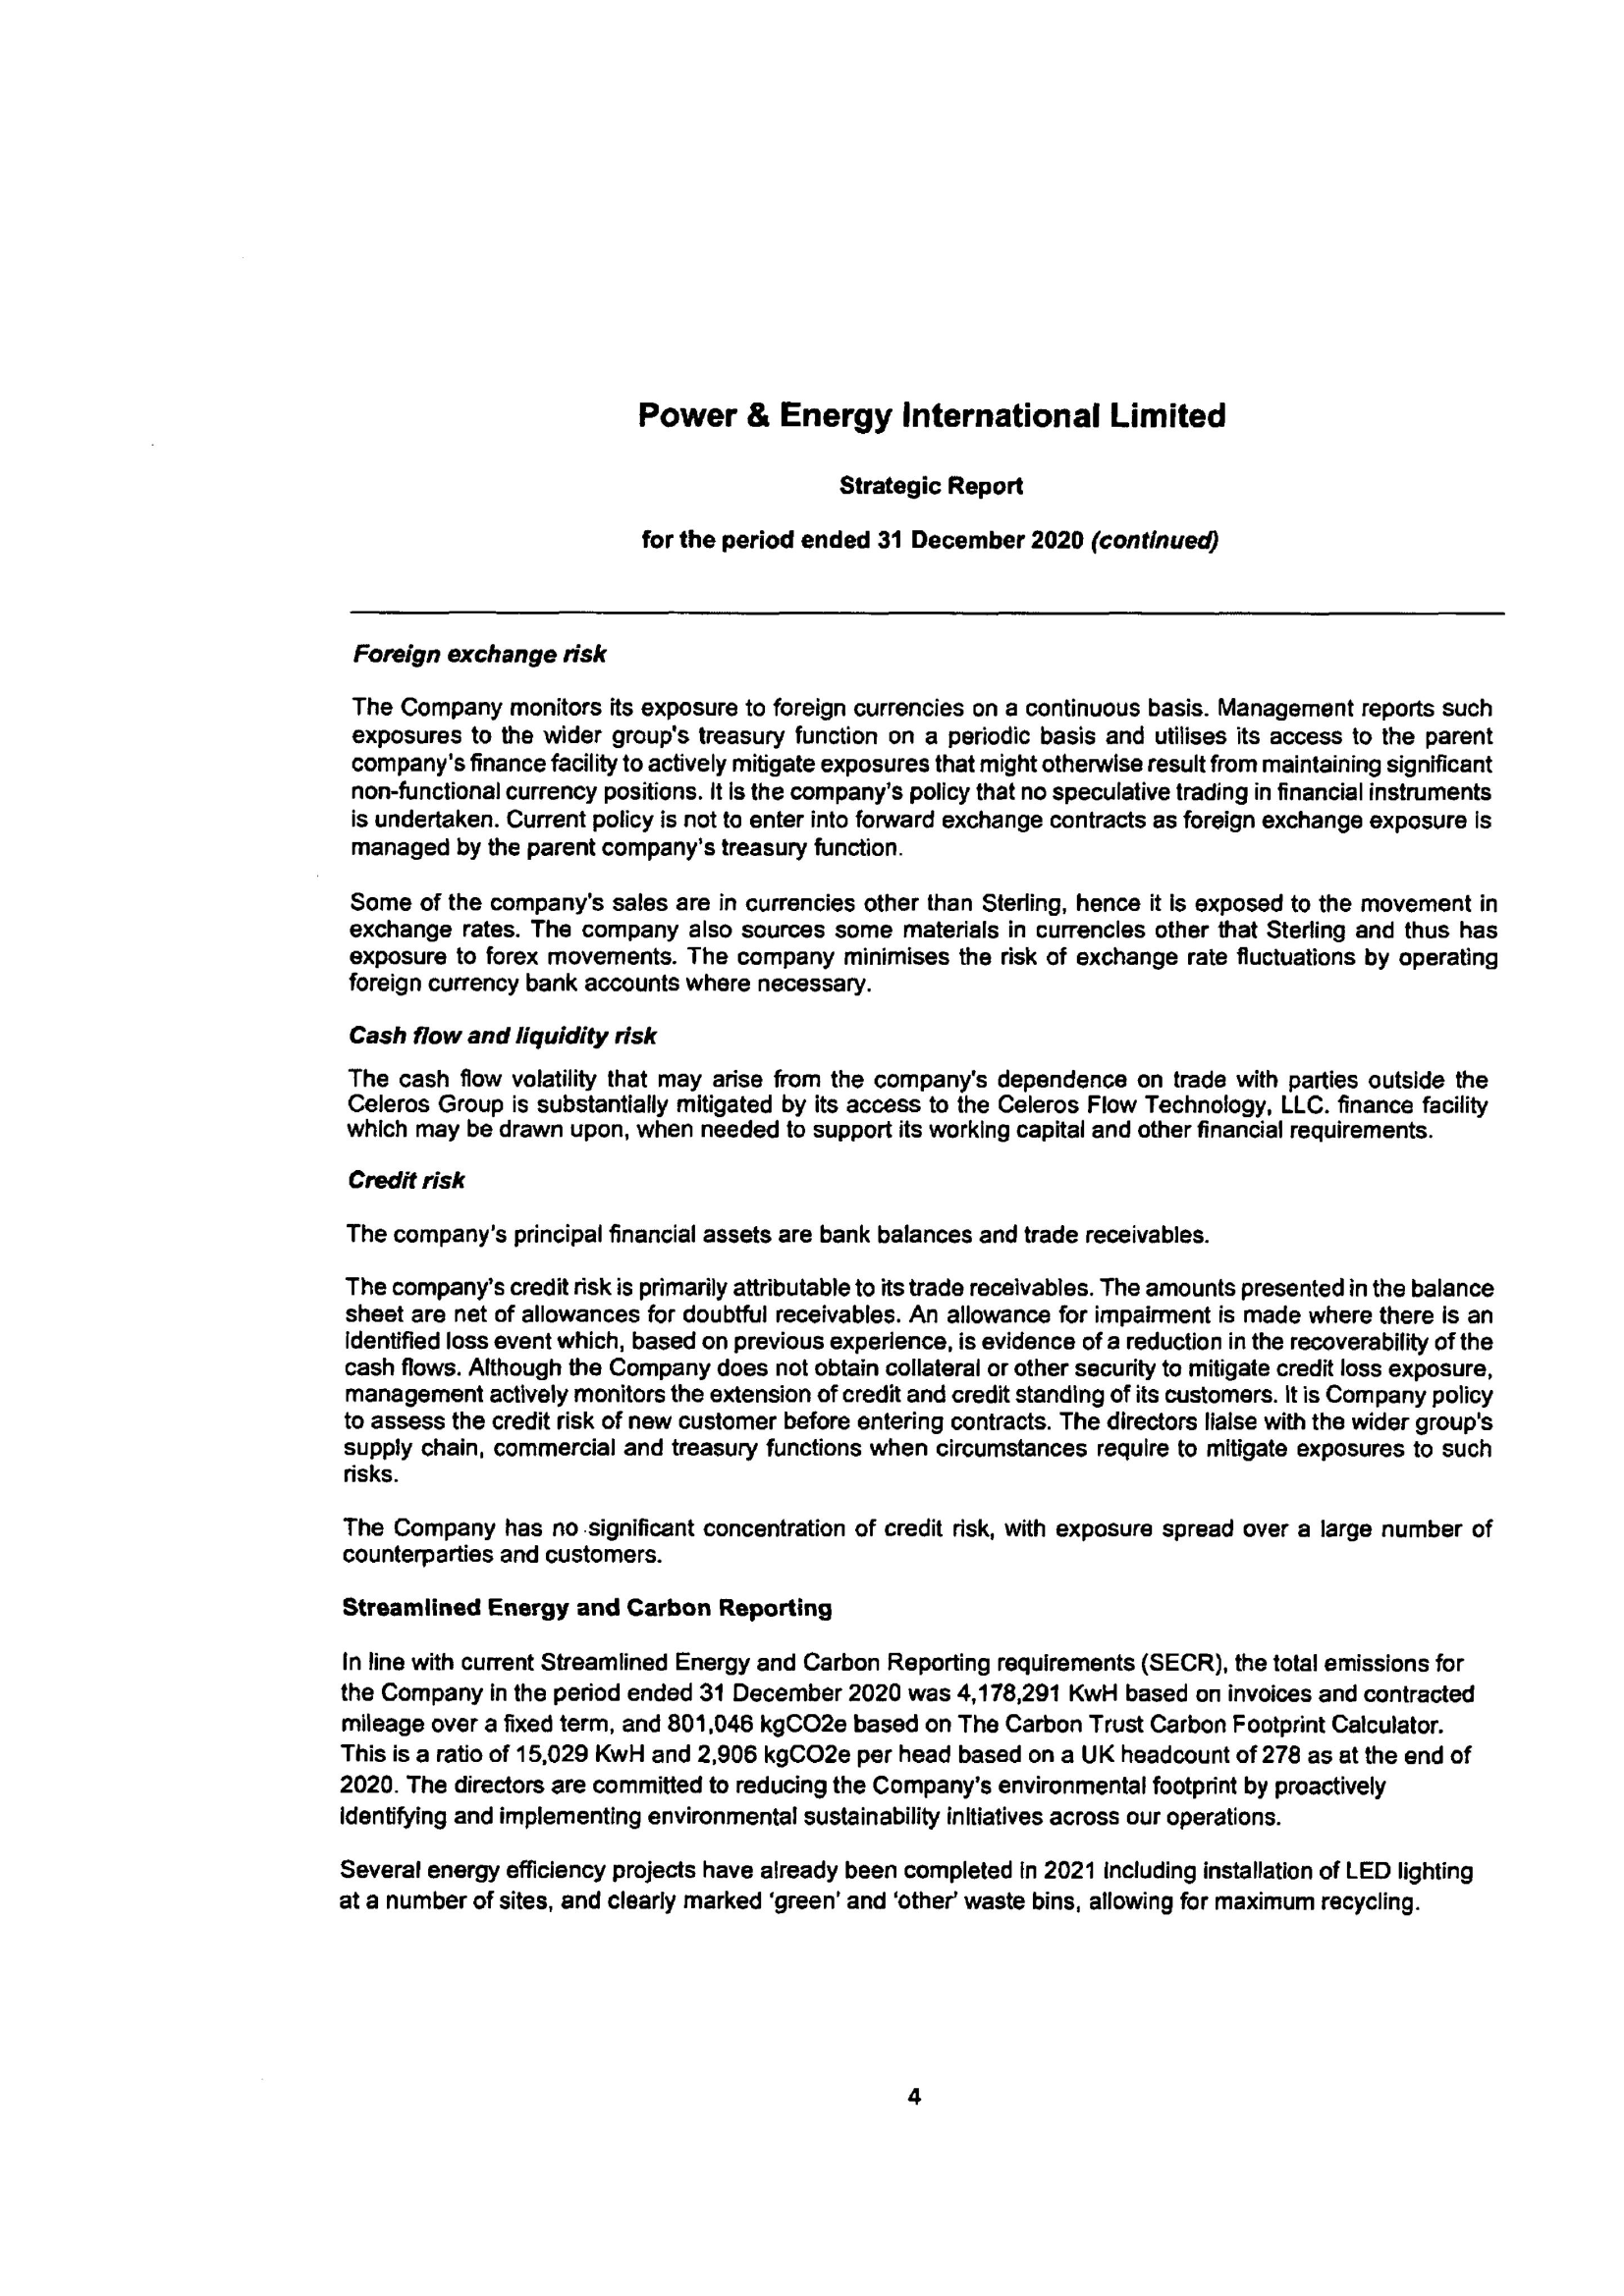 Power & Energy International Limited
Strategic Report
for the period ended 31 December 2020 (continued)
Foreign exchange risk
The Company monitors its exposure to foreign currencies on a continuous basis. Management reports such
exposures to the wider group's treasury function on a periodic basis and utilises its access to the parent
company's finance facility to actively mitigate exposures that might otherwise result from maintaining significant
non-functional currency positions. It is the company's policy that no speculative trading in financial instruments
is undertaken. Current policy is not to enter into forward exchange contracts as foreign exchange exposure is
managed by the parent company's treasury function.
Some of the company's sales are in currencies other than Sterling, hence it is exposed to the movement in
exchange rates. The company also sources some materials in currencies other that Sterling and thus has
exposure to forex movements. The company minimises the risk of exchange rate fluctuations by operating
foreign currency bank accounts where necessary.
Cash flow and liquidity risk
The cash flow volatility that may arise from the company's dependence on trade with parties outside the
Celeros Group is substantially mitigated by its access to the Celeros Flow Technology, LLC. finance facility
which may be drawn upon, when needed to support its working capital and other financial requirements.
Credit risk
The company's principal financial assets are bank balances and trade receivables.
The company's credit risk is primarily attributable to its trade receivables. The amounts presented in the balance
sheet are net of allowances for doubtful receivables. An allowance for impairment is made where there is an
identified loss event which, based on previous experience, is evidence of a reduction in the recoverability of the
cash flows. Although the Company does not obtain collateral or other security to mitigate credit loss exposure,
management actively monitors the extension of credit and credit standing of its customers. It is Company policy
to assess the credit risk of new customer before entering contracts. The directors liaise with the wider group's
supply chain, commercial and treasury functions when circumstances require to mitigate exposures to such
risks.
The Company has no significant concentration of credit risk, with exposure spread over a large number of
counterparties and customers.
Streamlined Energy and Carbon Reporting
In line with current Streamlined Energy and Carbon Reporting requirements (SECR), the total emissions for
the Company in the period ended 31 December 2020 was 4,178,291 KwH based on invoices and contracted
mileage over a fixed term, and 801,046 kgCO2e based on The Carbon Trust Carbon Footprint Calculator.
This is a ratio of 15,029 KwH and 2,906 kgCO2e per head based on a UK headcount of 278 as at the end of
2020. The directors are committed to reducing the Company's environmental footprint by proactively
identifying and implementing environmental sustainability initiatives across our operations.
Several energy efficiency projects have already been completed in 2021 including installation of LED lighting
at a number of sites, and clearly marked 'green' and 'other' waste bins, allowing for maximum recycling.
4